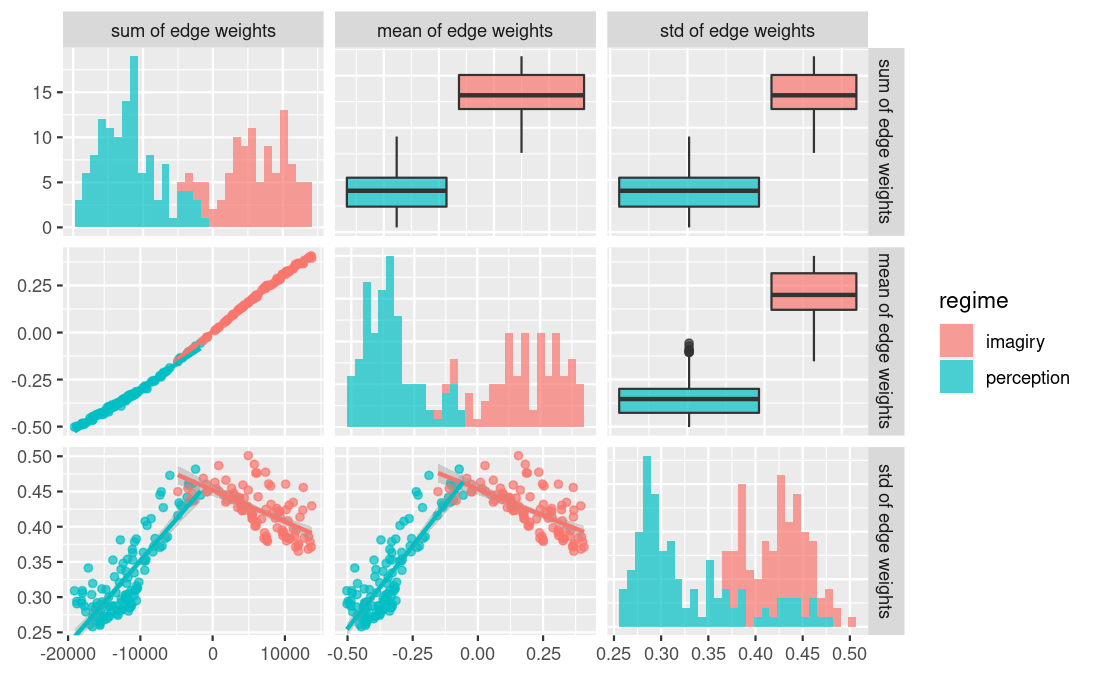 sum of edge weights
mean of edge weights
std of edge weights
15
10
5
0
sum of edge weights
0.25
0.00
-0.25
-0.50
mean of edge weights
0.50
0.45
0.40
0.35
0.30
0.25
std of edge weights
-20000 -10000 0 10000
-0.50 -0.25 0.00 0.25
0.25 0.30 0.35 0.40 0.45 0.50
regime
imagiry
perception